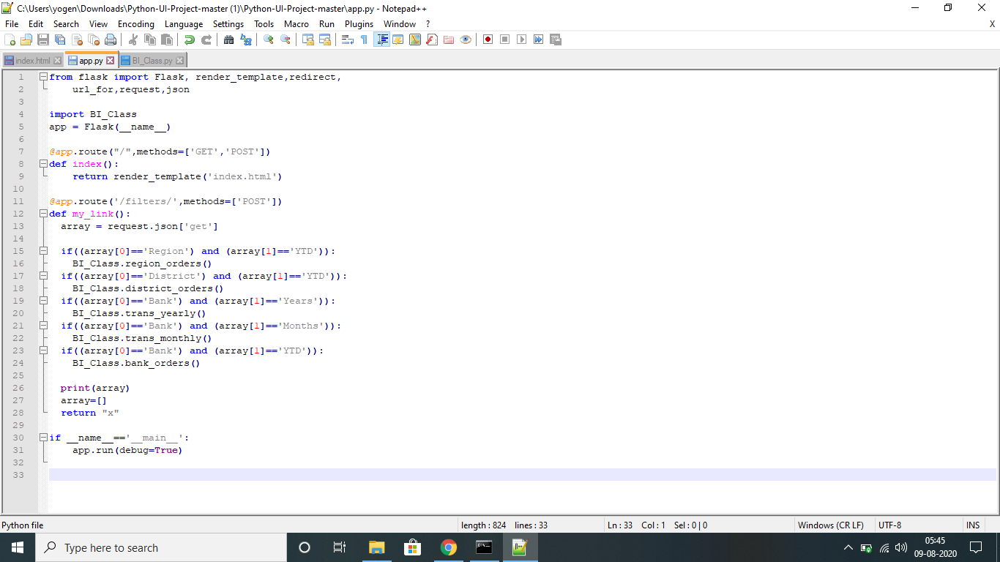 C:\Users\yogen\Downloads\Python-UI-Project-master (1)\Python-UI-Project-master\app.py - Notepad++
File Edit Search View Encoding Language Settings Tools Macro Run Plugins Window ? X
index.html app.py BI_Class.py
1 from flask import Flask, render_template,redirect,
2 url_for,request,json
3
4 import BI_Class
5 app = Flask(__name__)
6
7 @app.route("/",methods=['GET','POST'])
8 def index():
9 return render_template('index.html')
10
11 @app.route('/filters/',methods=['POST'])
12 def my_link():
13 array = request.json['get']
14
15 if((array[0]=='Region') and (array[1]=='YTD')):
16 BI_Class.region_orders()
17 if((array[0]=='District') and (array[1]=='YTD')):
18 BI_Class.district_orders()
19 if((array[0]=='Bank') and (array[1]=='Years')):
20 BI_Class.trans_yearly()
21 if((array[0]=='Bank') and (array[1]=='Months')):
22 BI_Class.trans_monthly()
23 if((array[0]=='Bank') and (array[1]=='YTD')):
24 BI_Class.bank_orders()
25
26 print(array)
27 array=[]
28 return "x"
29
30 if __name__=='__main__':
31 app.run(debug=True)
32
33
Python file length : 824 lines : 33 Ln : 33 Col : 1 Sel : 0 | 0 Windows (CR LF) UTF-8 INS
Type here to search
05:45
09-08-2020